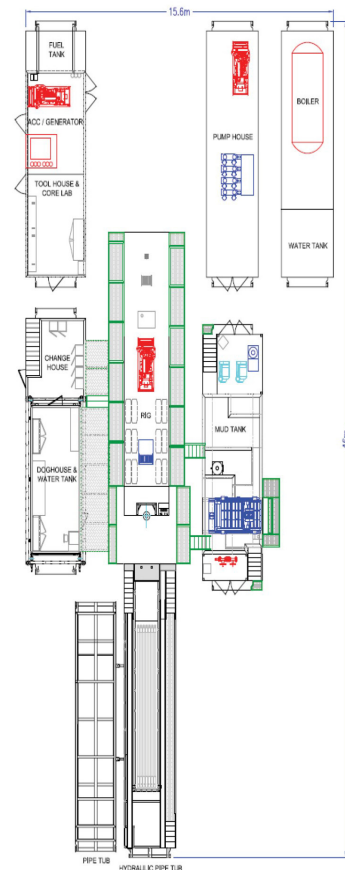 15.6m
FUEL
TANK
ACC / GENERATOR
TOOL HOUSE &
CORE LAB
PUMP HOUSE
BOILER
WATER TANK
CHANGE
HOUSE
RIG
MUD TANK
DOGHOUSE &
WATER TANK
PIPE TUB
HYDRAULIC PIPE TUB